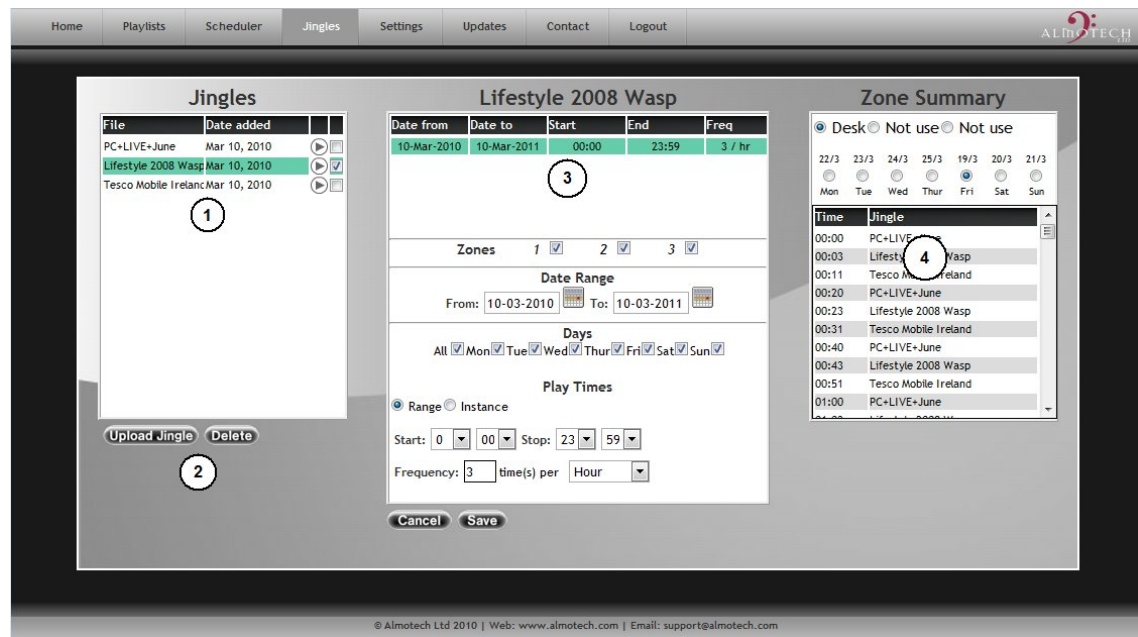 Home Playlists Scheduler Jingles Settings Updates Contact Logout
ALMOTECH
Jingles
File Date added
PC+LIVE+June Mar 10, 2010
Lifestyle 2008 Wasp Mar 10, 2010
Tesco Mobile Irelanc Mar 10, 2010
1
Upload Jingle Delete
2
Lifestyle 2008 Wasp
Date from Date to Start End Freq
10-Mar-2010 10-Mar-2011 00:00 23:59 3 / hr
3
Zones 1 2 3
Date Range
From: 10-03-2010 To: 10-03-2011
Days
All Mon Tue Wed Thur Fri Sat Sun
Play Times
Range Instance
Start: 0 00 Stop: 23 59
Frequency: 3 time(s) per Hour
Cancel Save
Zone Summary
Desk Not use Not use
22/3 23/3 24/3 25/3 19/3 20/3 21/3
Mon Tue Wed Thur Fri Sat Sun
Time Jingle
00:00 PC+LIVE+June
00:03 Lifestyle 2008 Wasp
4
00:11 Tesco Mobile Ireland
00:20 PC+LIVE+June
00:23 Lifestyle 2008 Wasp
00:31 Tesco Mobile Ireland
00:40 PC+LIVE+June
00:43 Lifestyle 2008 Wasp
00:51 Tesco Mobile Ireland
01:00 PC+LIVE+June
© Almotech Ltd 2010 | Web: www.almotech.com | Email: support@almotech.com